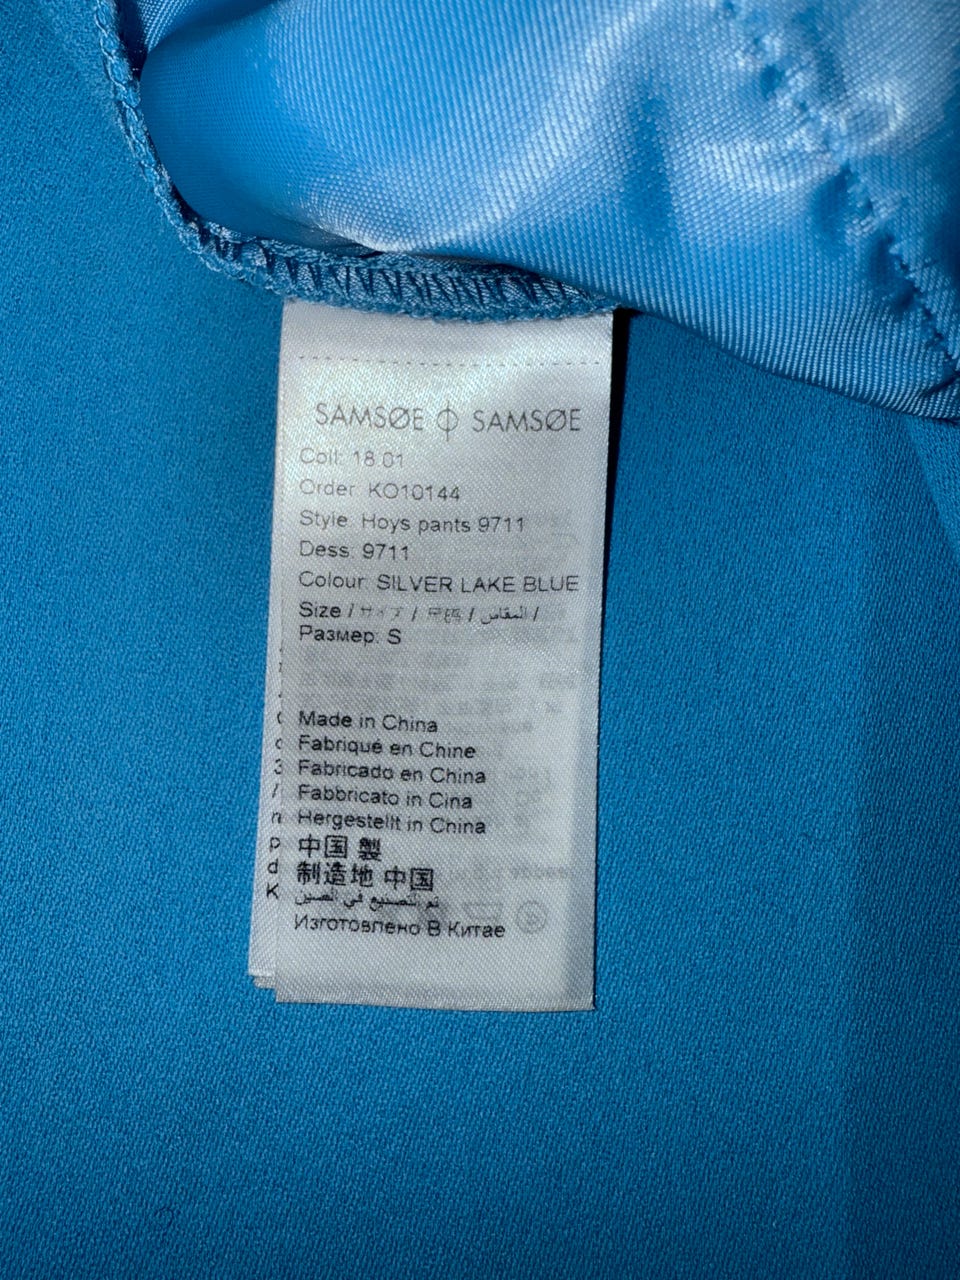 SAMSØE Φ SAMSØE
Coll: 18.01
Order: KO10144
Style: Hoys pants 9711
Dess: 9711
Colour: SILVER LAKE BLUE
Size / サイズ / 尺码 / المقاس /
Размер: S
Made in China
Fabriqué en Chine
Fabricado en China
Fabbricato in Cina
Hergestellt in China
中国 製
制造地 中国
تم التصنيع في الصين
Изготовлено В Китае